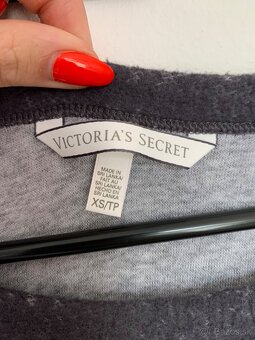 VICTORIA'S SECRET
MADE IN
SRI LANKA/
FAIT AU
SRI LANKA/
HECHO EN
SRI LANKA
XS/TP